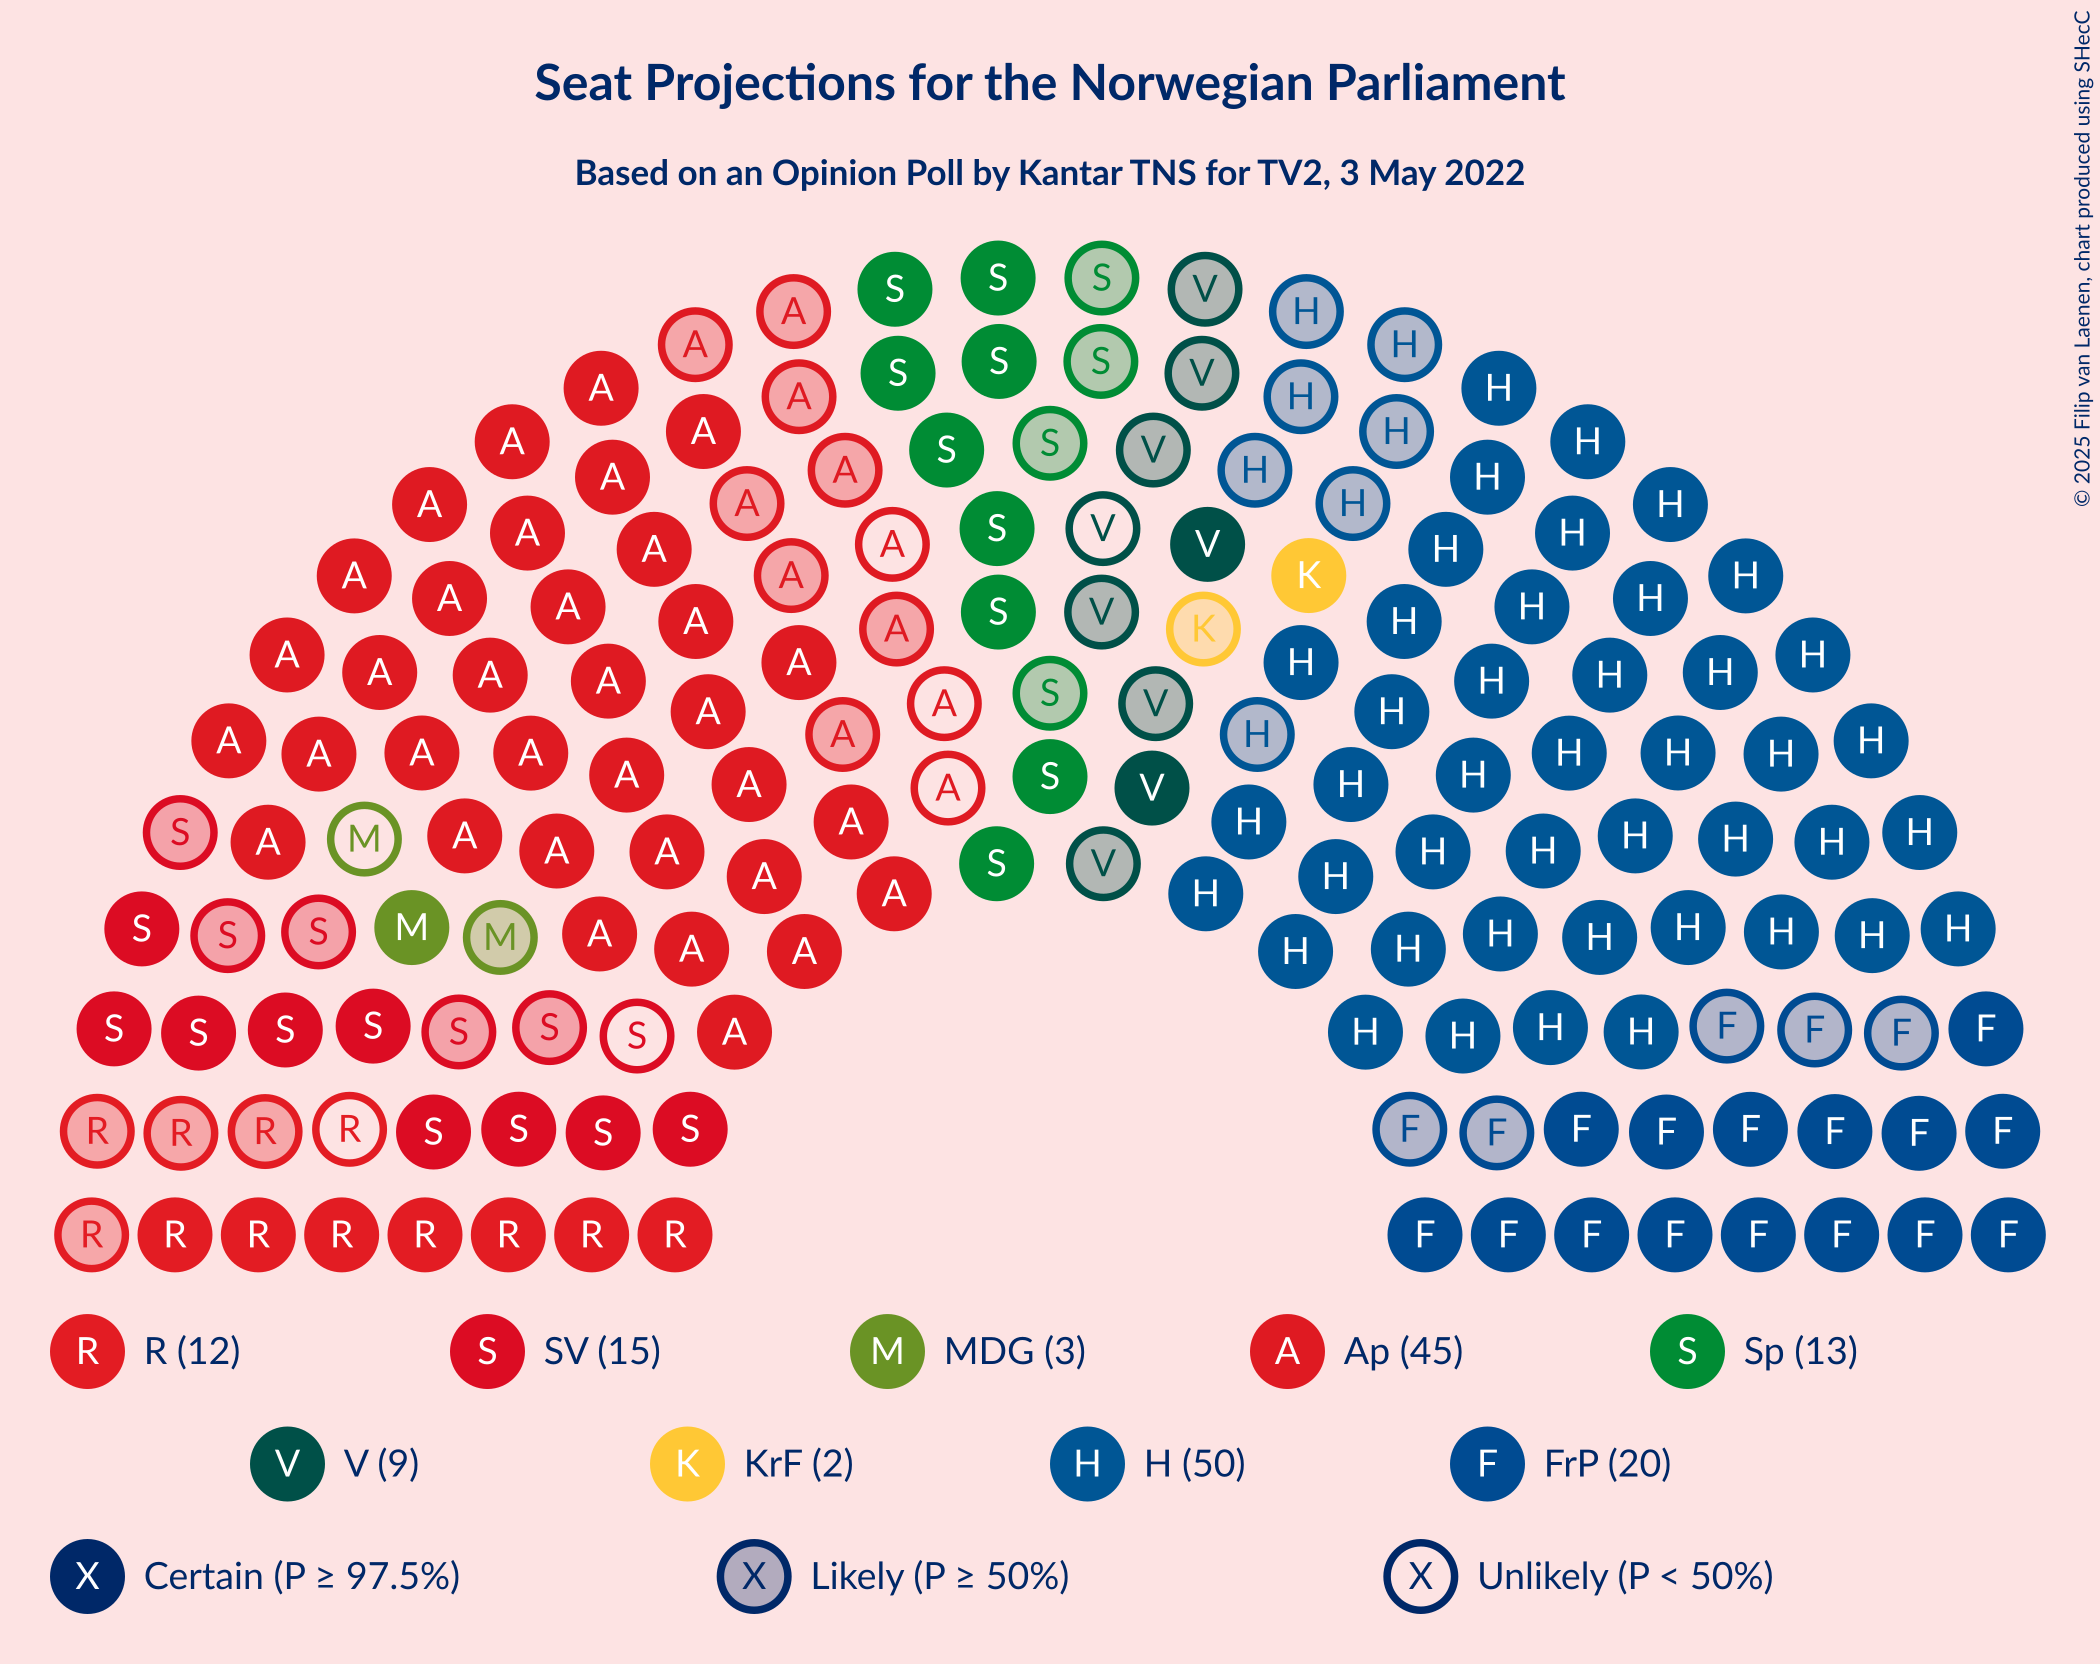 Seat Projections for the Norwegian Parliament
Based on an Opinion Poll by Kantar TNS for TV2, 3 May 2022
© 2025 Filip van Laenen, chart produced using SHecC
S S S V H H
A A H H
S S S V
A A A H H H
A A S S V H H
A A A A H H H H
A A S V V H H
A A A A K H H H
A A A A S V K H H H H
A A A A H H H H
A A A A S V H H H H
A A A A A A S V H H H H H H
S A M A A A A A S V H H H H H H H
S S S M M A A A H H H H H H H H
S S S S S S S A H H H H F F F F
R R R R S S S S F F F F F F F F
R R R R R R R R F F F F F F F F
R R (12) S SV (15) M MDG (3) A Ap (45) S Sp (13)
V V (9) K KrF (2) H H (50) F FrP (20)
X Certain (P ≥ 97.5%) X Likely (P ≥ 50%) X Unlikely (P < 50%)